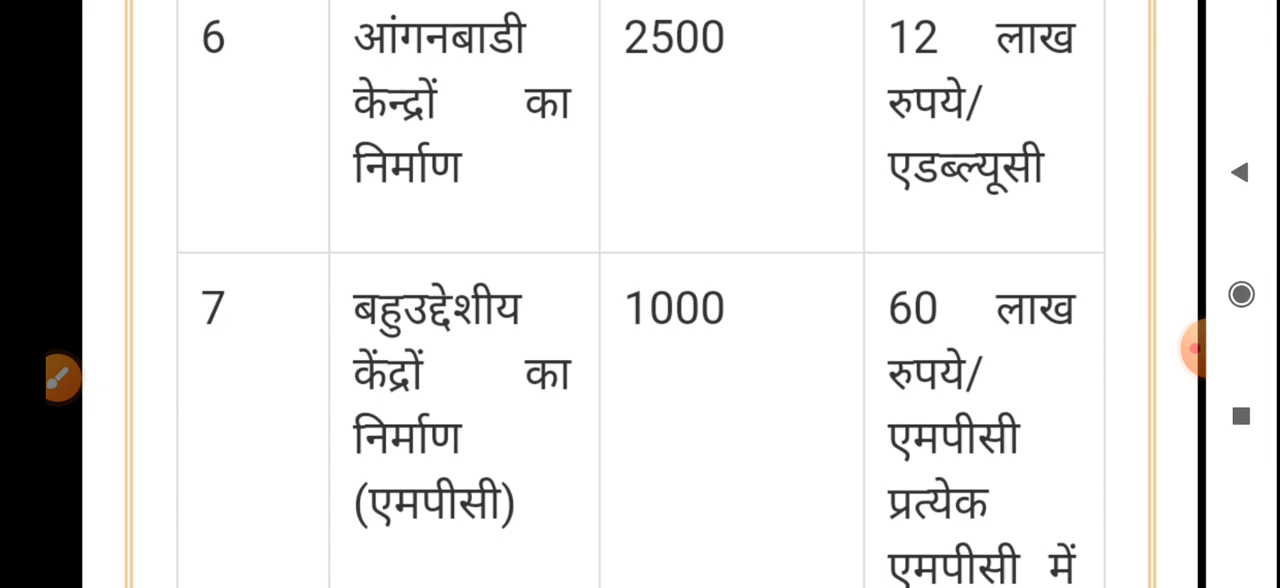 6
आंगनबाडी
केन्द्रों का
निर्माण
2500
12 लाख
रुपये/
एडब्ल्यूसी
7
बहुउद्देशीय
केंद्रों का
निर्माण
(एमपीसी)
1000
60 लाख
रुपये/
एमपीसी
प्रत्येक
एमपीसी में